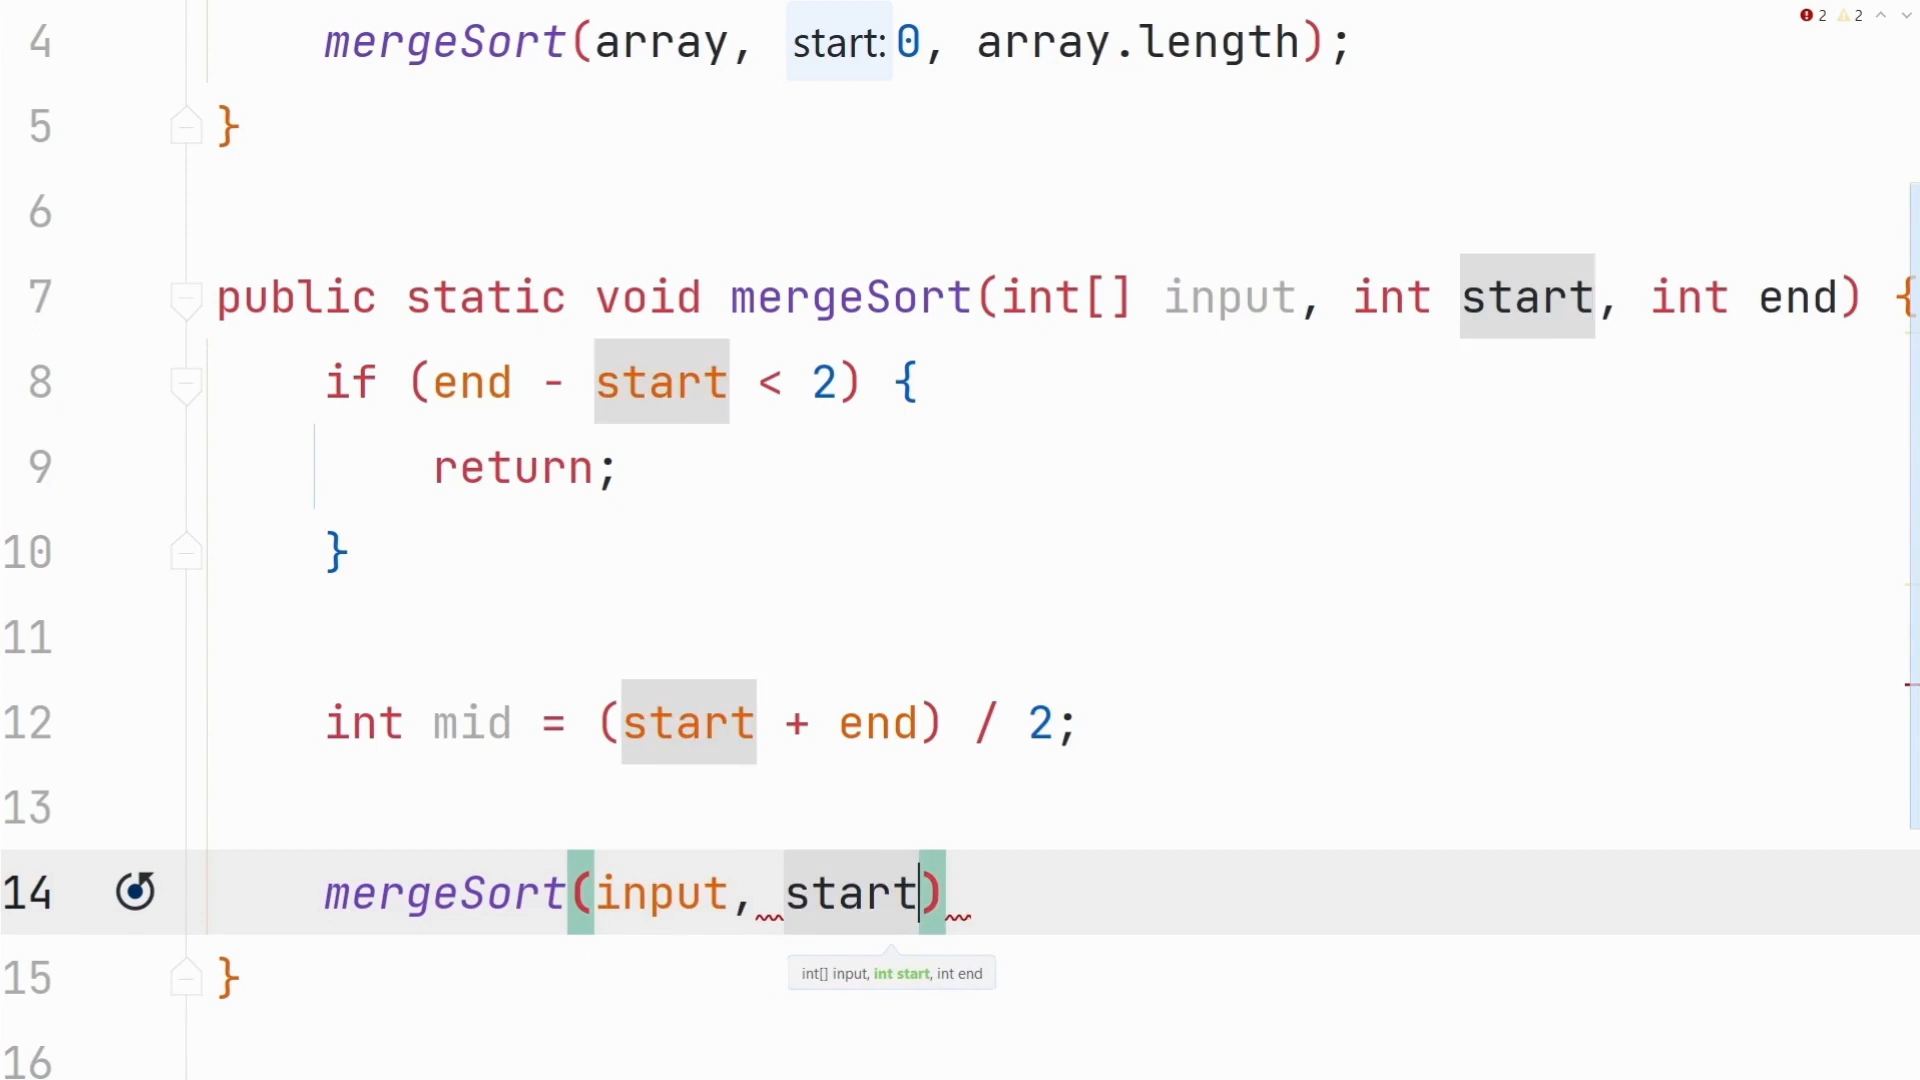 2 2
4 mergeSort(array, start: 0, array.length);
5 }
6
7 public static void mergeSort(int[] input, int start, int end) {
8 if (end - start < 2) {
9 return;
10 }
11
12 int mid = (start + end) / 2;
13
14 mergeSort(input, start)
int[] input, int start, int end
15 }
16